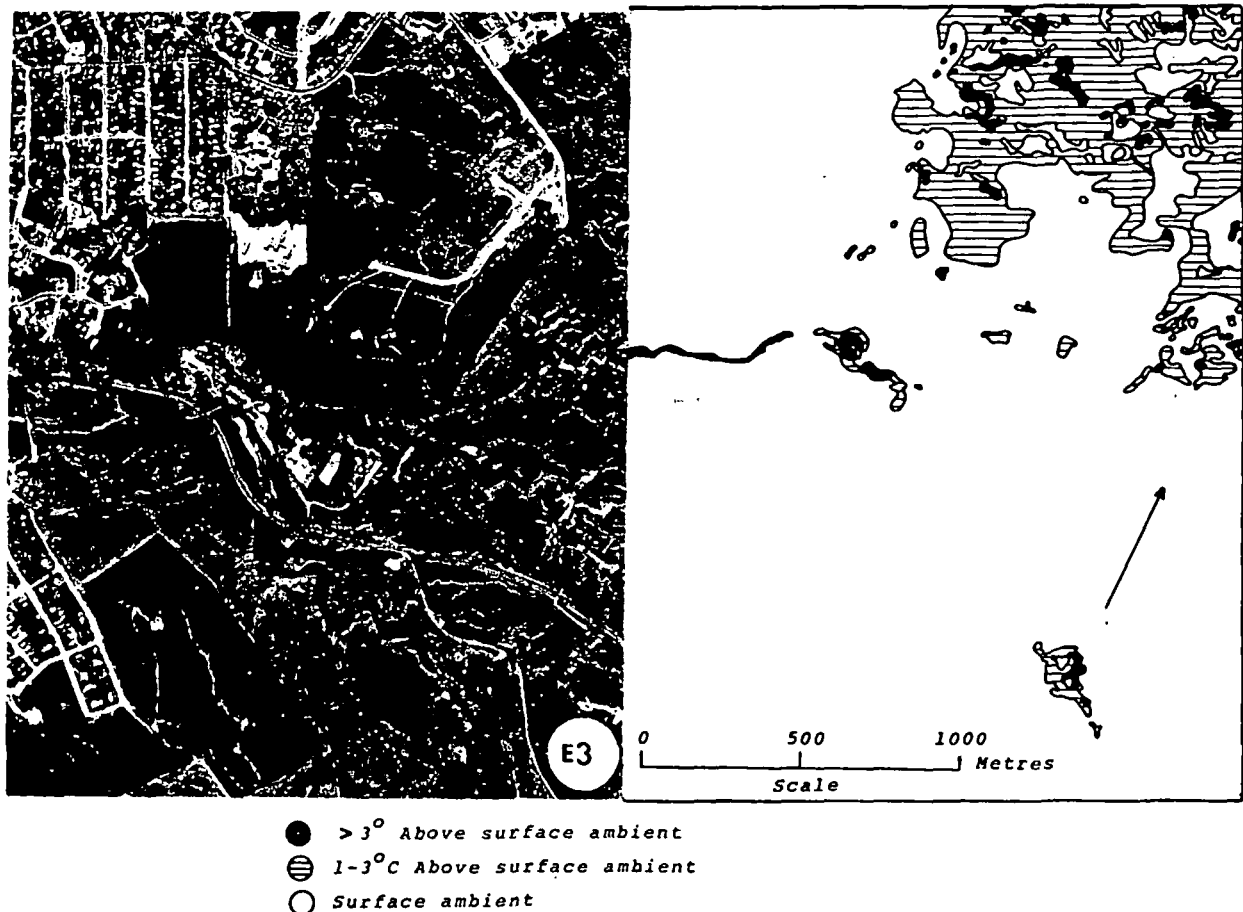 E3
0 500 1000 Metres
Scale
> 3° Above surface ambient
1-3°C Above surface ambient
Surface ambient